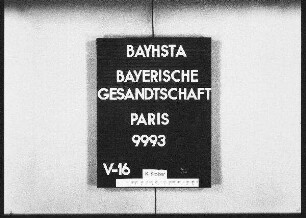 BAYHSTA
BAYERISCHE
GESANDTSCHAFT
PARIS
9993
V-16